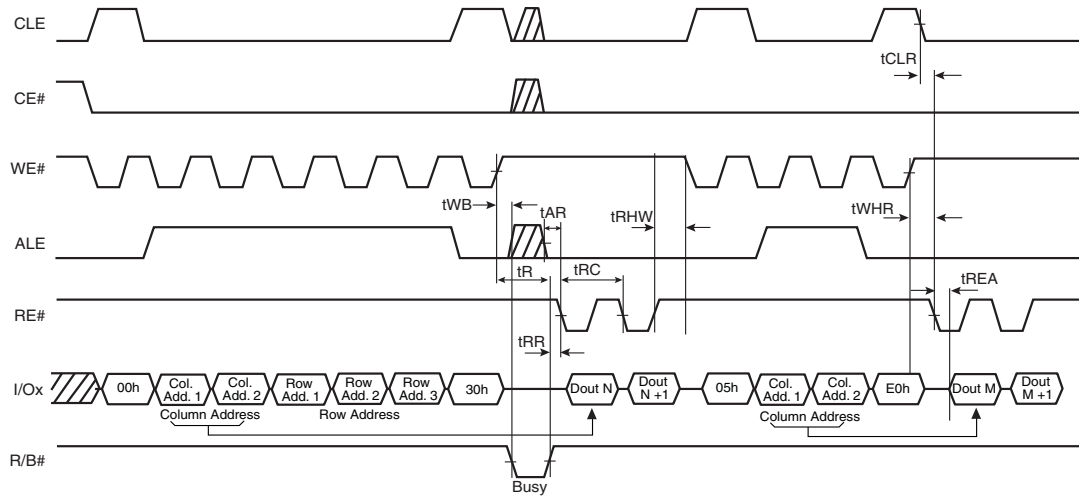 CLE
tCLR
CE#
WE#
tWB
tAR
tRHW
tWHR
ALE
tR
tRC
tREA
RE#
tRR
I/Ox
00h
Col.
Add. 1
Col.
Add. 2
Row
Add. 1
Row
Add. 2
Row
Add. 3
30h
Dout N
Dout
N +1
05h
Col.
Add. 1
Col.
Add. 2
E0h
Dout M
Dout
M +1
Column Address
Row Address
Column Address
R/B#
Busy